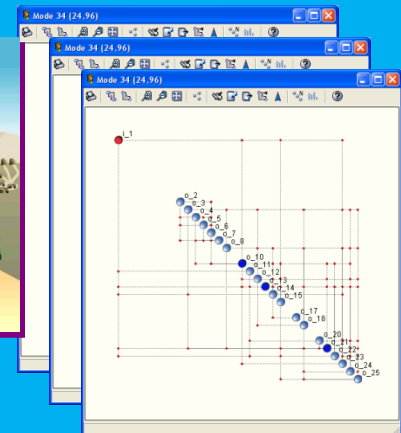 Mode 34 (24,96)
Mode 34 (24,96)
Mode 34 (24,96)
i_1
o_2
o_3
o_4
o_5
o_6
o_7
o_8
o_10
o_11
o_12
o_13
o_14
o_15
o_17
o_18
o_20
o_21
o_22
o_23
o_24
o_25